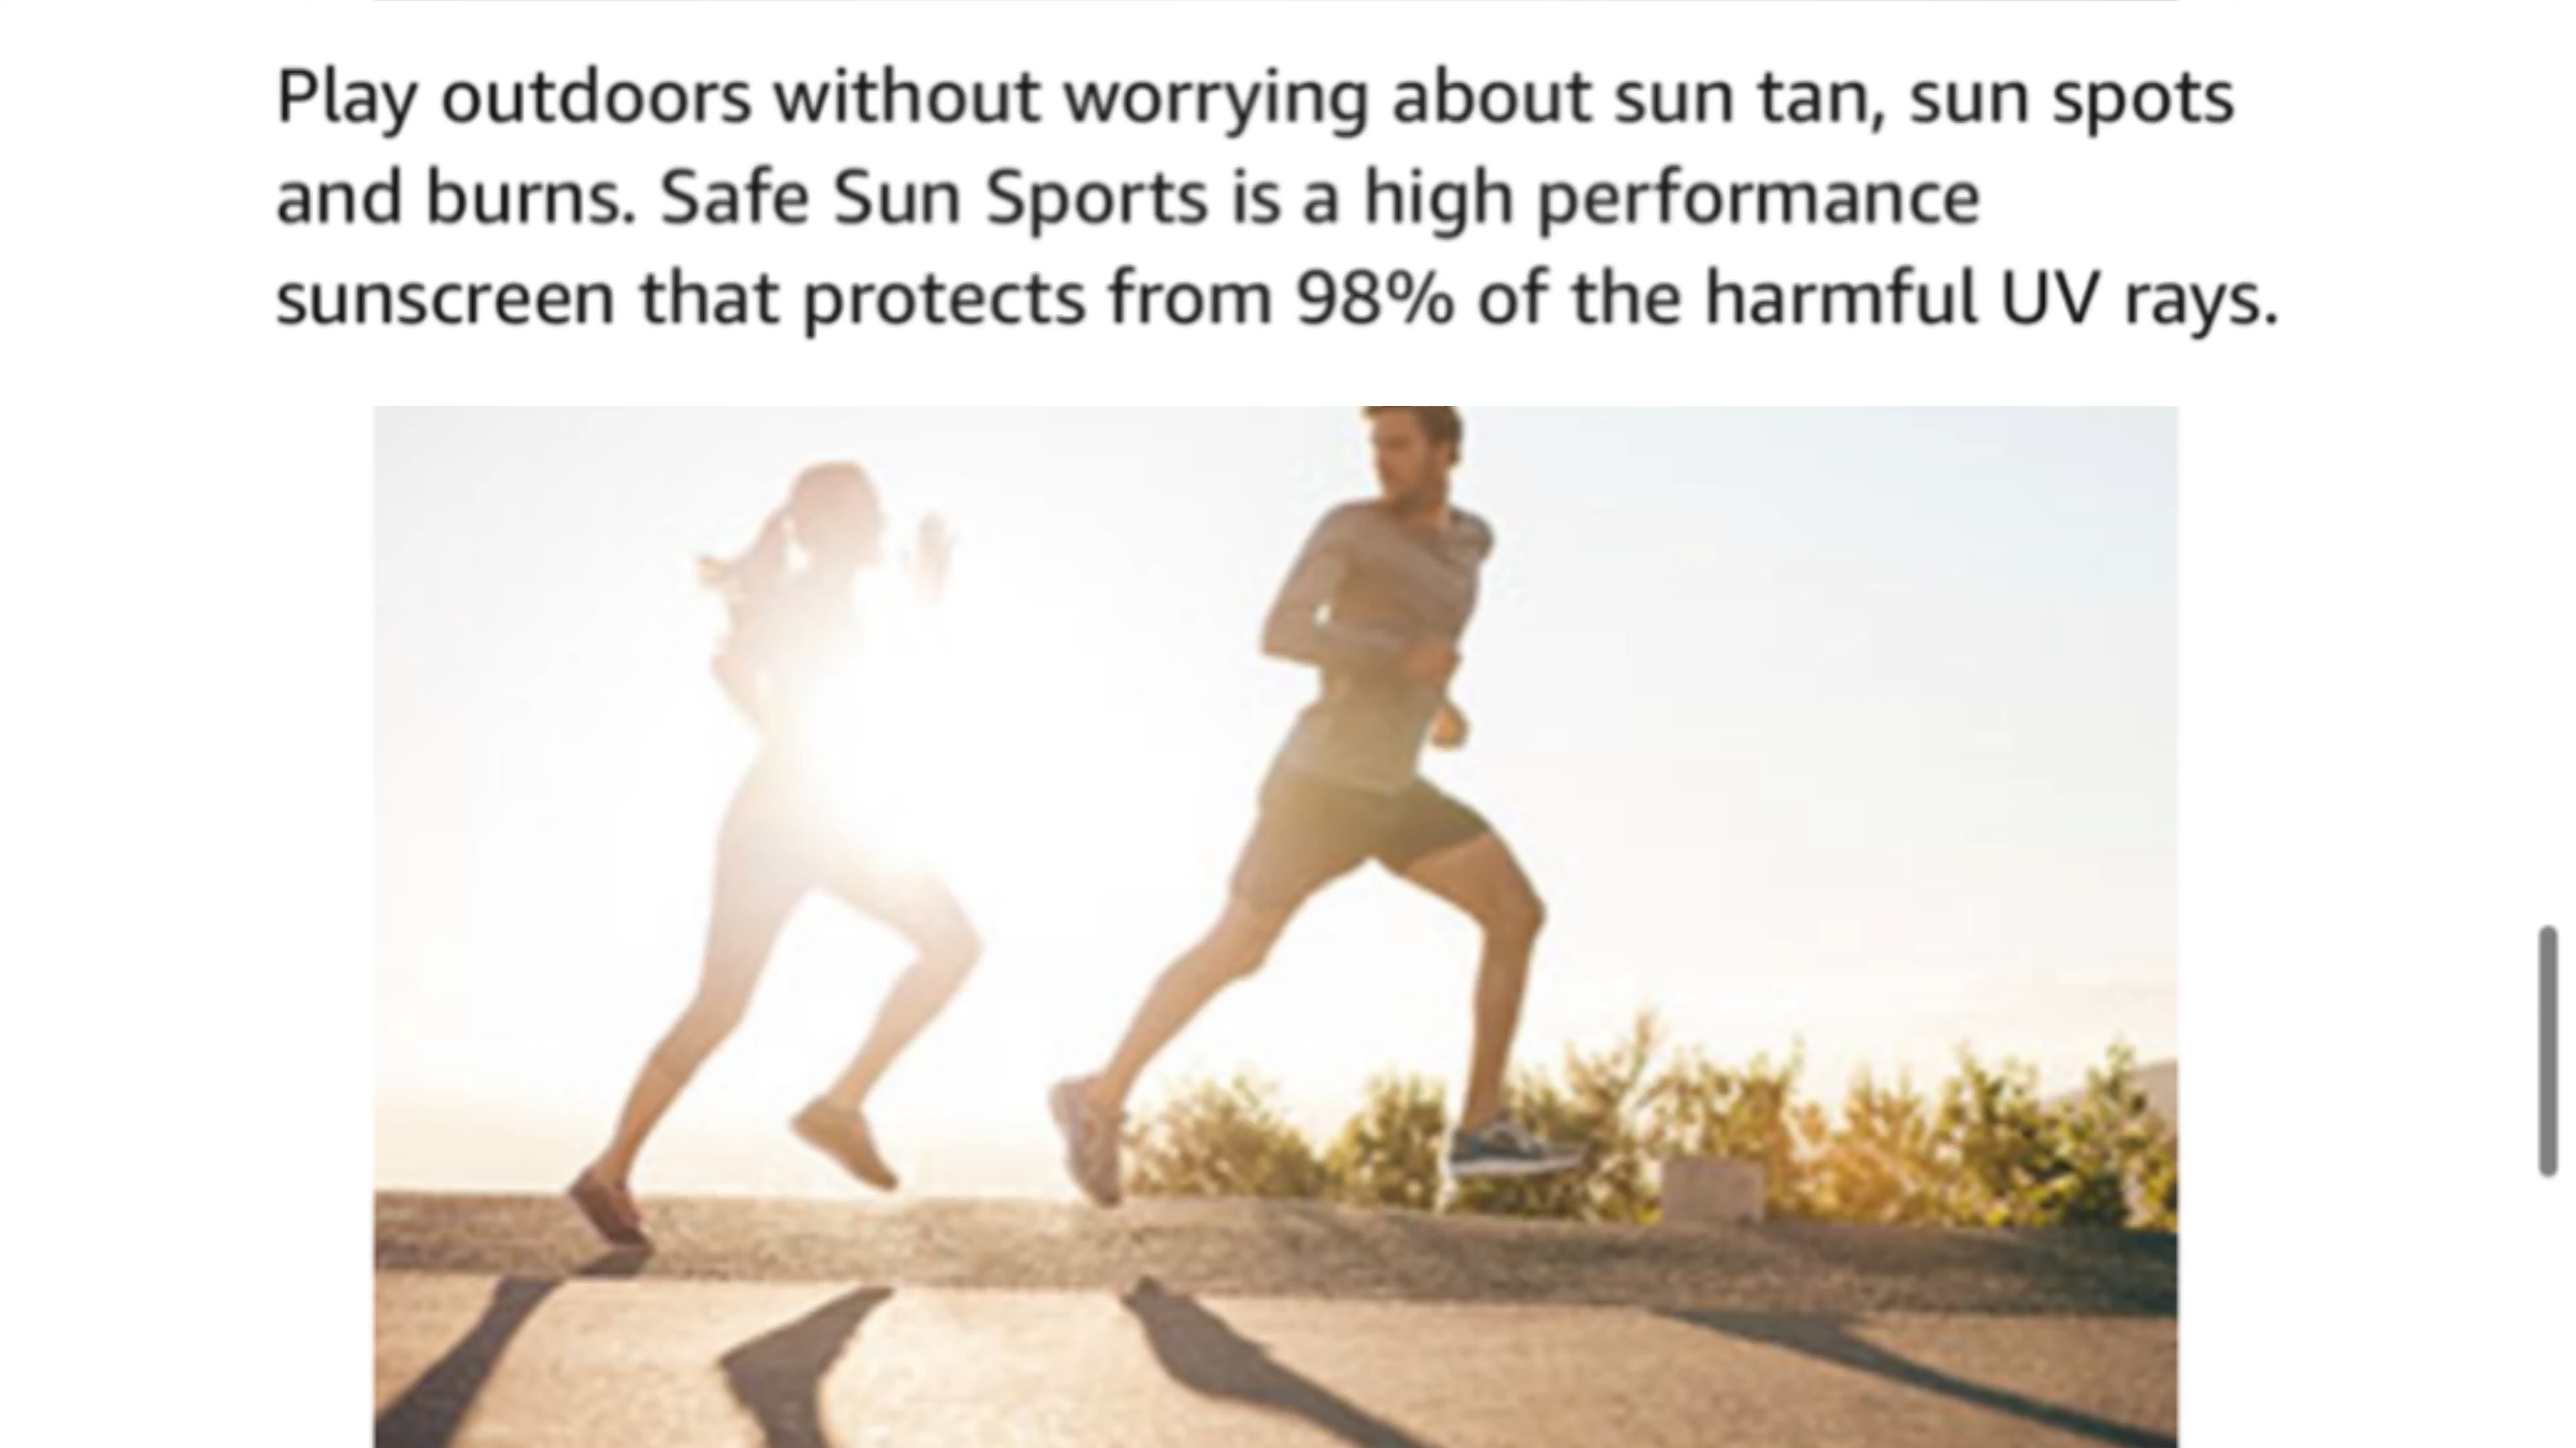 Play outdoors without worrying about sun tan, sun spots
and burns. Safe Sun Sports is a high performance
sunscreen that protects from 98% of the harmful UV rays.